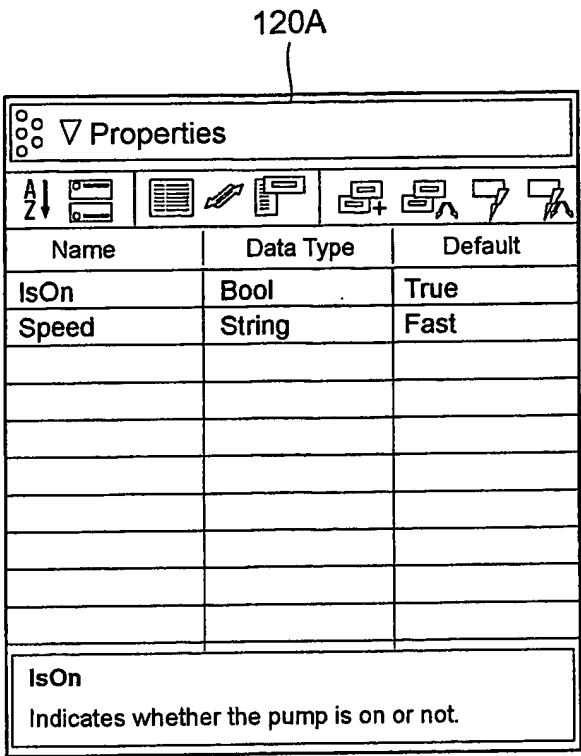 120A
Properties
A
Z
Name Data Type Default
IsOn Bool True
Speed String Fast
IsOn
Indicates whether the pump is on or not.